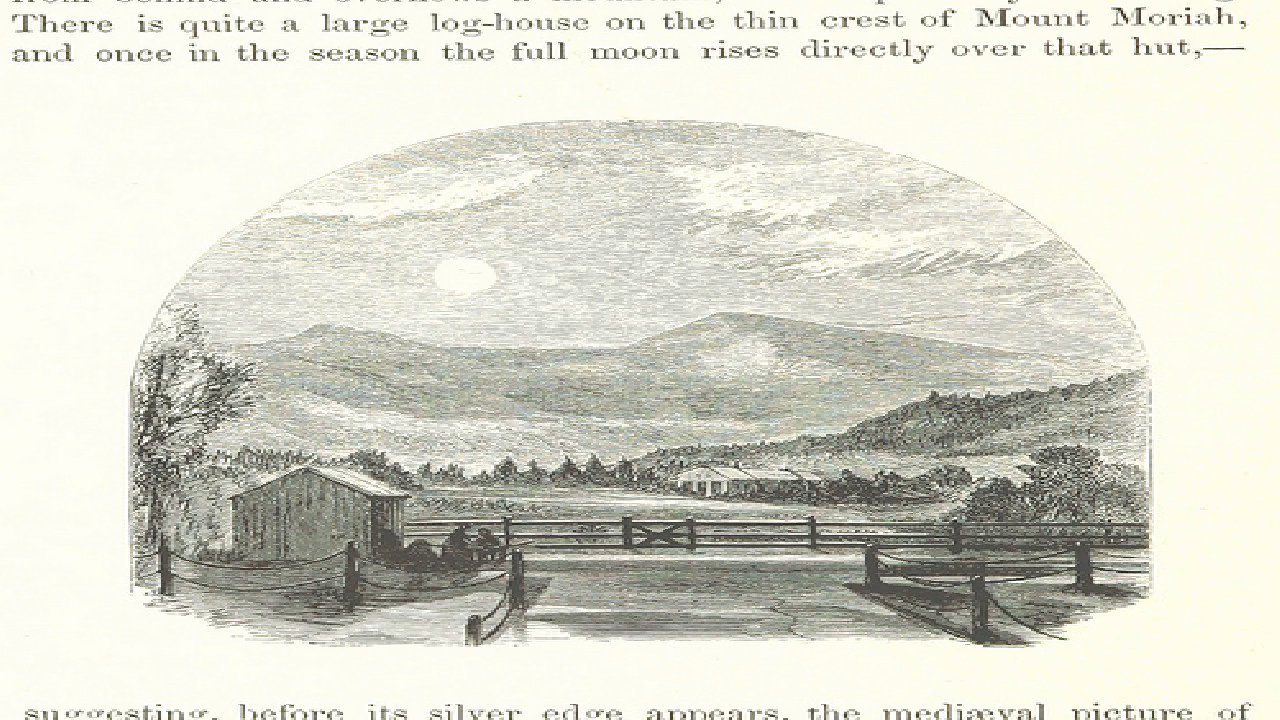 There is quite a large log-house on the thin crest of Mount Moriah,
and once in the season the full moon rises directly over that hut,—
suggesting, before its silver edge appears, the mediæval picture of